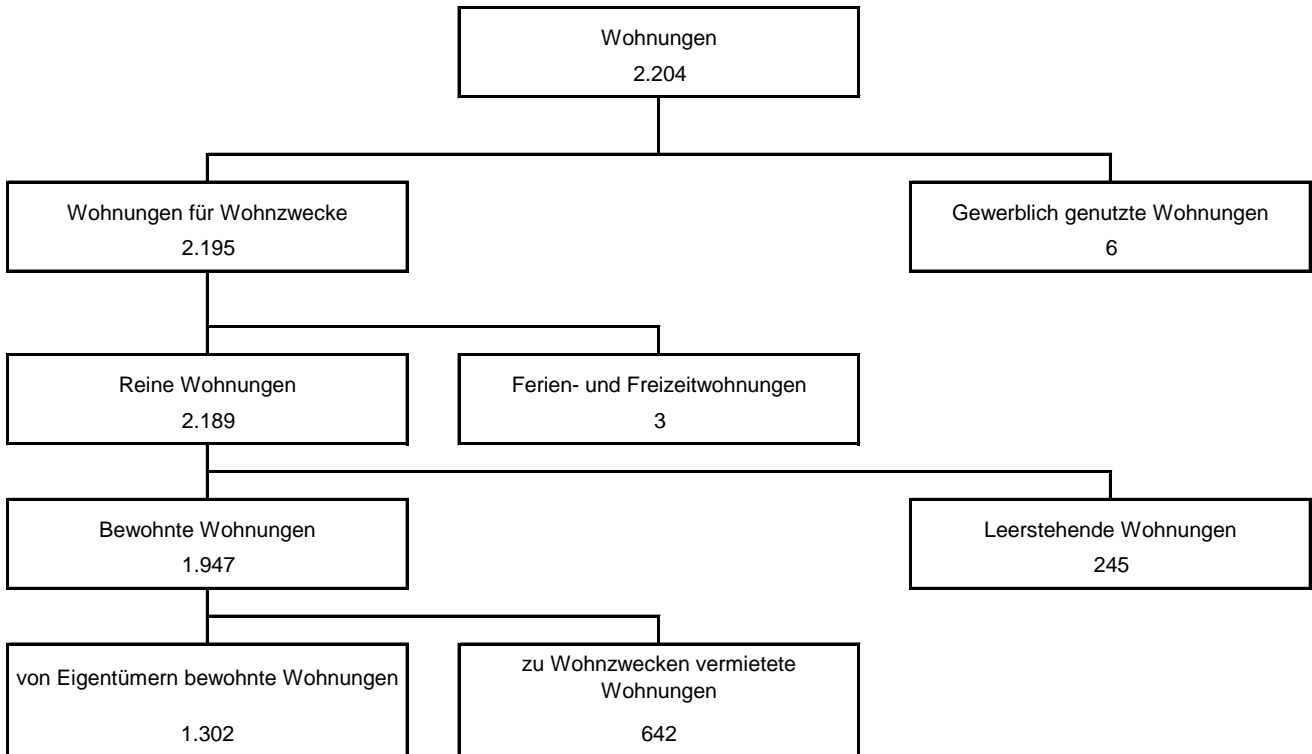 Wohnungen
2.204
Wohnungen für Wohnzwecke
2.195
Gewerblich genutzte Wohnungen
6
Reine Wohnungen
2.189
Ferien- und Freizeitwohnungen
3
Bewohnte Wohnungen
1.947
Leerstehende Wohnungen
245
von Eigentümern bewohnte Wohnungen
1.302
zu Wohnzwecken vermietete
Wohnungen
642